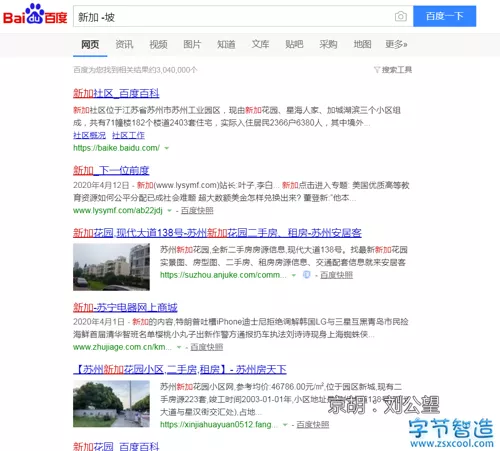 Bai百度 新加 -坡 百度一下
网页 资讯 视频 图片 知道 文库 贴吧 采购 地图 更多»
百度为您找到相关结果约3,040,000个 搜索工具
新加社区_百度百科
新加社区位于江苏省苏州市苏州工业园区，现由新加花园、星海人家、加城湖滨三个小区组
成，共有71幢楼182个楼道2403套住宅，实际入住居民2366户6380人，其中境外...
社区概况 社区工作
https://baike.baidu.com/
新加_下一位前度
2020年4月12日 - 新加(www.lysymf.com)站长:叶子,李白... 新加点击进入专题 美国优质高等教
育资源如何公平分配已成社会难题 超大数额美金怎样兑换出来? 董登新:"他本...
www.lysymf.com/ab22jdj - 百度快照
新加花园,现代大道138号-苏州新加花园二手房、租房-苏州安居客
苏州新加花园,全新二手房房源信息,现代大道138号。找最新新加花园
实景图、房型图、二手房、租房房源信息、交通配套信息就来安居客
https://suzhou.anjuke.com/comm... - 百度快照
新加-苏宁电器网上商城
2020年4月1日 - 新加的内容,特朗普吐槽iPhone迪士尼拒绝调解韩国LG与三星互黑青岛市民捡
海鲜首届清华智班名单樱桃小丸子出新作警方通报扔车执法刘诗诗现身上海蜘蛛侠...
www.zhujiage.com.cn/km... - 百度快照
【苏州新加花园小区,二手房,租房】- 苏州房天下
苏州新加花园小区网,参考均价:46786.00元/㎡,位于园区新城,现有二
手房源223套,竣工时间2003-01-01年,小区地址
大道与星汉街交汇处),占地...
https://xinjiahuayuan0512.fang... - 百度快照
京胡：刘公望
新加花园_百度百科
字节智造
www.zsxcool.com